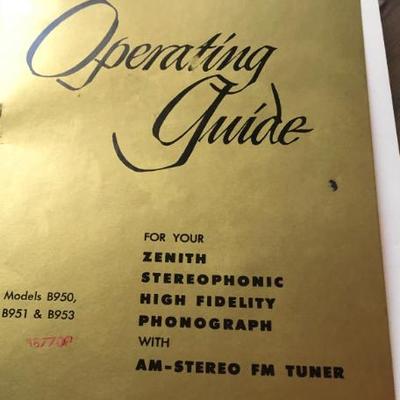 Operating
Guide
FOR YOUR
ZENITH
STEREOPHONIC
HIGH FIDELITY
PHONOGRAPH
WITH
AM-STEREO FM TUNER
Models B950,
B951 & B953